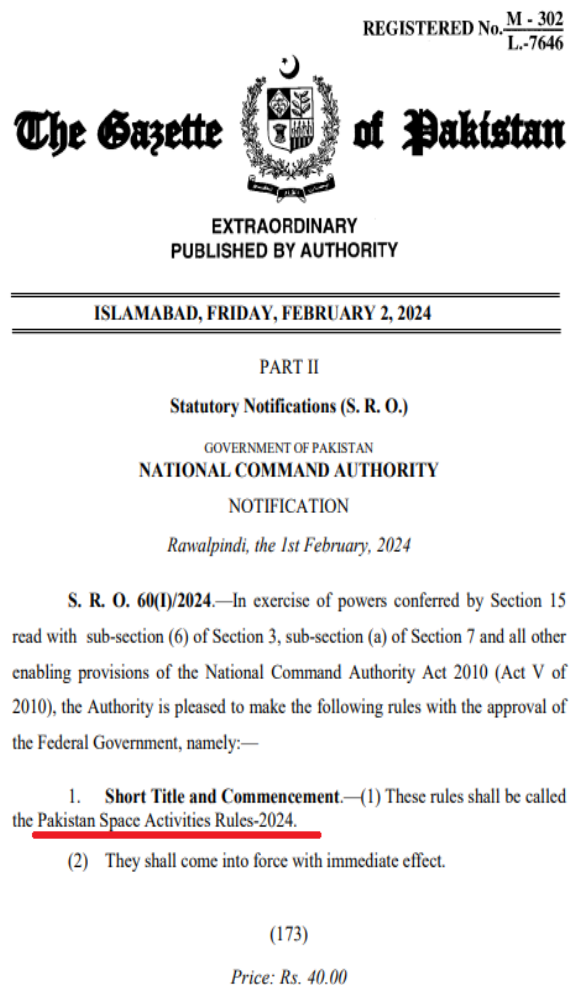 REGISTERED No. M - 302
L.-7646
The Gazette of Pakistan
EXTRAORDINARY
PUBLISHED BY AUTHORITY
ISLAMABAD, FRIDAY, FEBRUARY 2, 2024
PART II
Statutory Notifications (S. R. O.)
GOVERNMENT OF PAKISTAN
NATIONAL COMMAND AUTHORITY
NOTIFICATION
Rawalpindi, the 1st February, 2024
S. R. O. 60(I)/2024.—In exercise of powers conferred by Section 15
read with sub-section (6) of Section 3, sub-section (a) of Section 7 and all other
enabling provisions of the National Command Authority Act 2010 (Act V of
2010), the Authority is pleased to make the following rules with the approval of
the Federal Government, namely:—
1. Short Title and Commencement.—(1) These rules shall be called
the Pakistan Space Activities Rules-2024.
(2) They shall come into force with immediate effect.
(173)
Price: Rs. 40.00